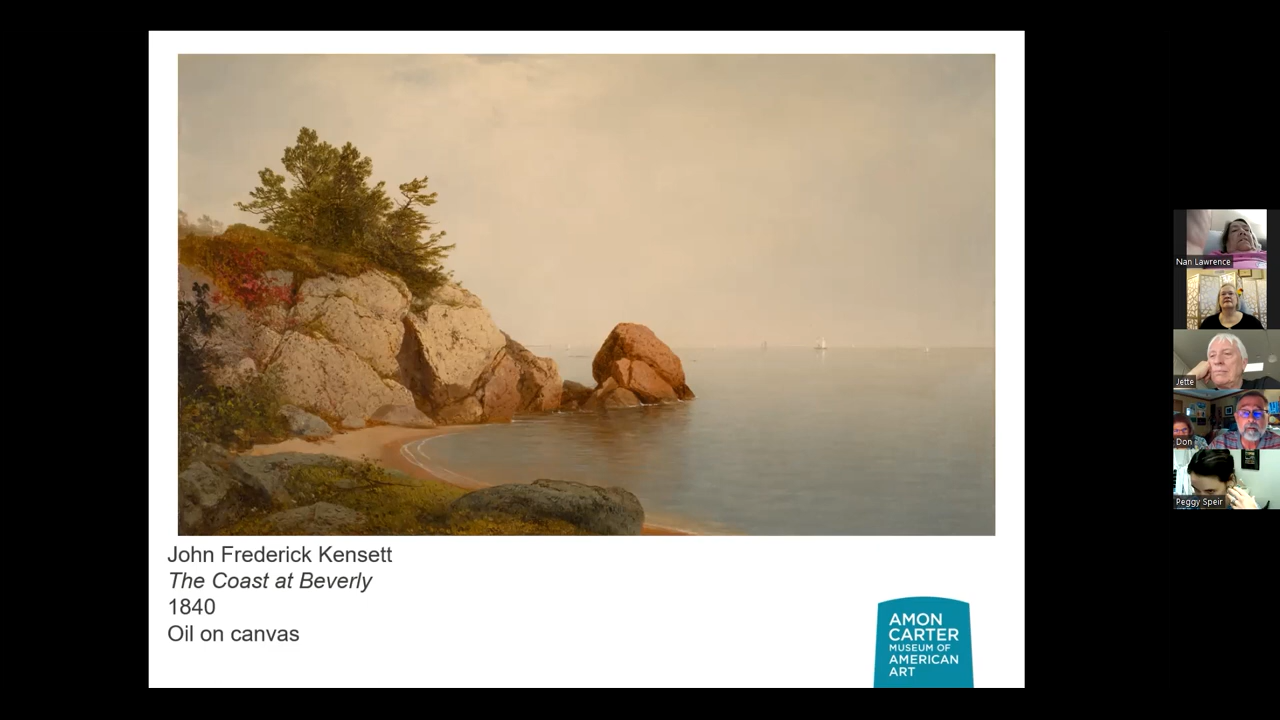 John Frederick Kensett
The Coast at Beverly
1840
Oil on canvas
AMON
CARTER
MUSEUM OF
AMERICAN
ART
Nan Lawrence
Jette
Don
Peggy Speir